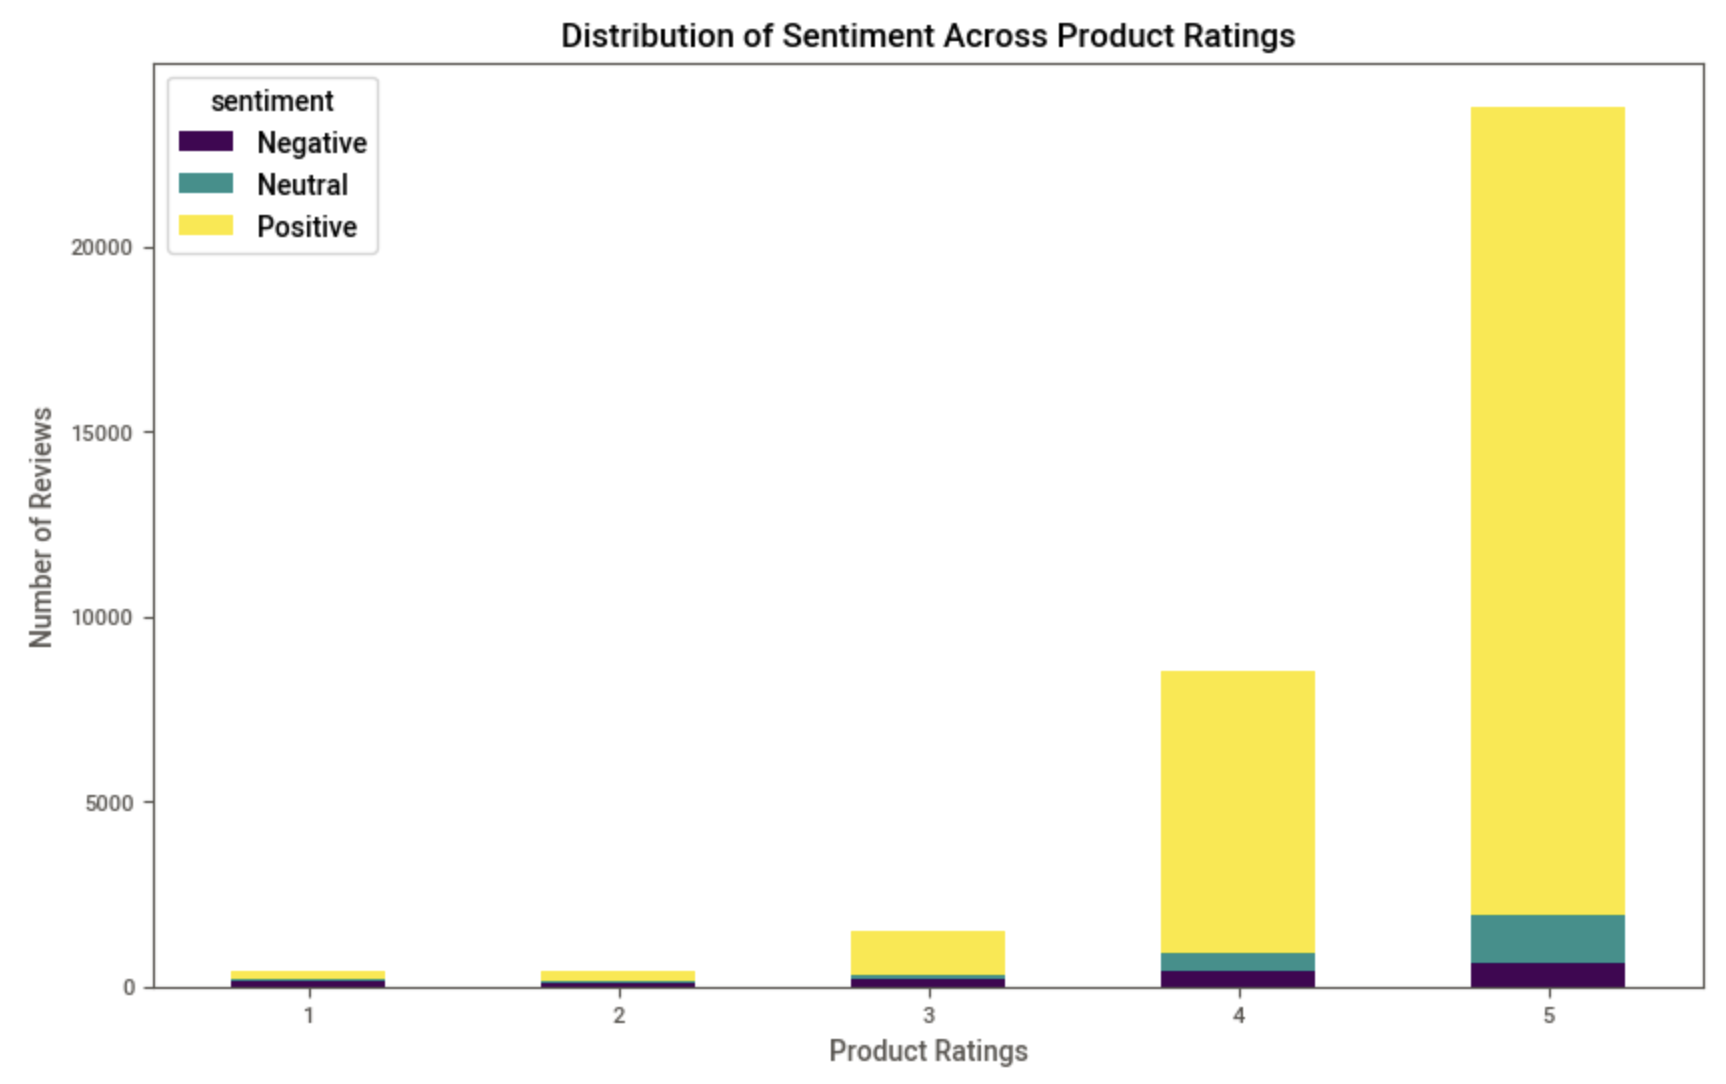 Distribution of Sentiment Across Product Ratings
sentiment
Negative
Neutral
Positive
20000
15000
10000
5000
0
Number of Reviews
1 2 3 4 5
Product Ratings